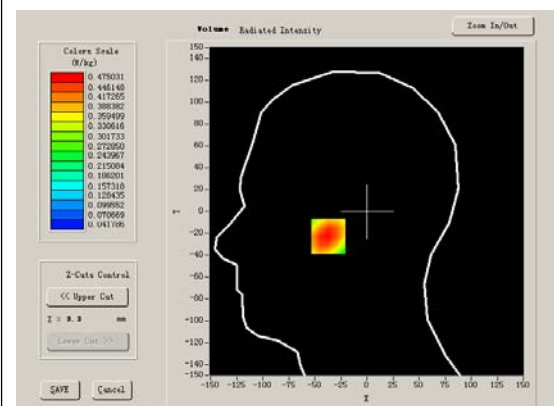 Volume Radiated Intensity
Zoom In/Out
Colors Scale
(W/kg)
0.475031
0.446148
0.417265
0.388382
0.359499
0.330616
0.301733
0.272850
0.243967
0.215084
0.186201
0.157318
0.128435
0.099552
0.070669
0.041786
Z-Cuts Control
<< Upper Cut
Z = 3.3 mm
Lower Cut >>
SAVE
Cancel
150
140
120
100
80
60
40
20
0
-20
-40
-60
-80
-100
-120
-140
-150
Y
-150 -125 -100 -75 -50 -25 0 25 50 75 100 125 150
X